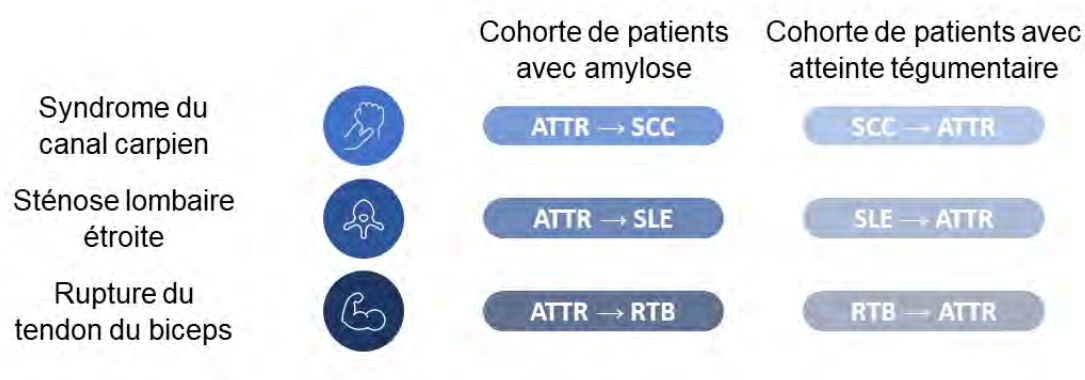 Cohorte de patients
avec amylose
Cohorte de patients avec
atteinte tégumentaire
Syndrome du
canal carpien
ATTR → SCC
SCC → ATTR
Sténose lombaire
étroite
ATTR → SLE
SLE → ATTR
Rupture du
tendon du biceps
ATTR → RTB
RTB → ATTR